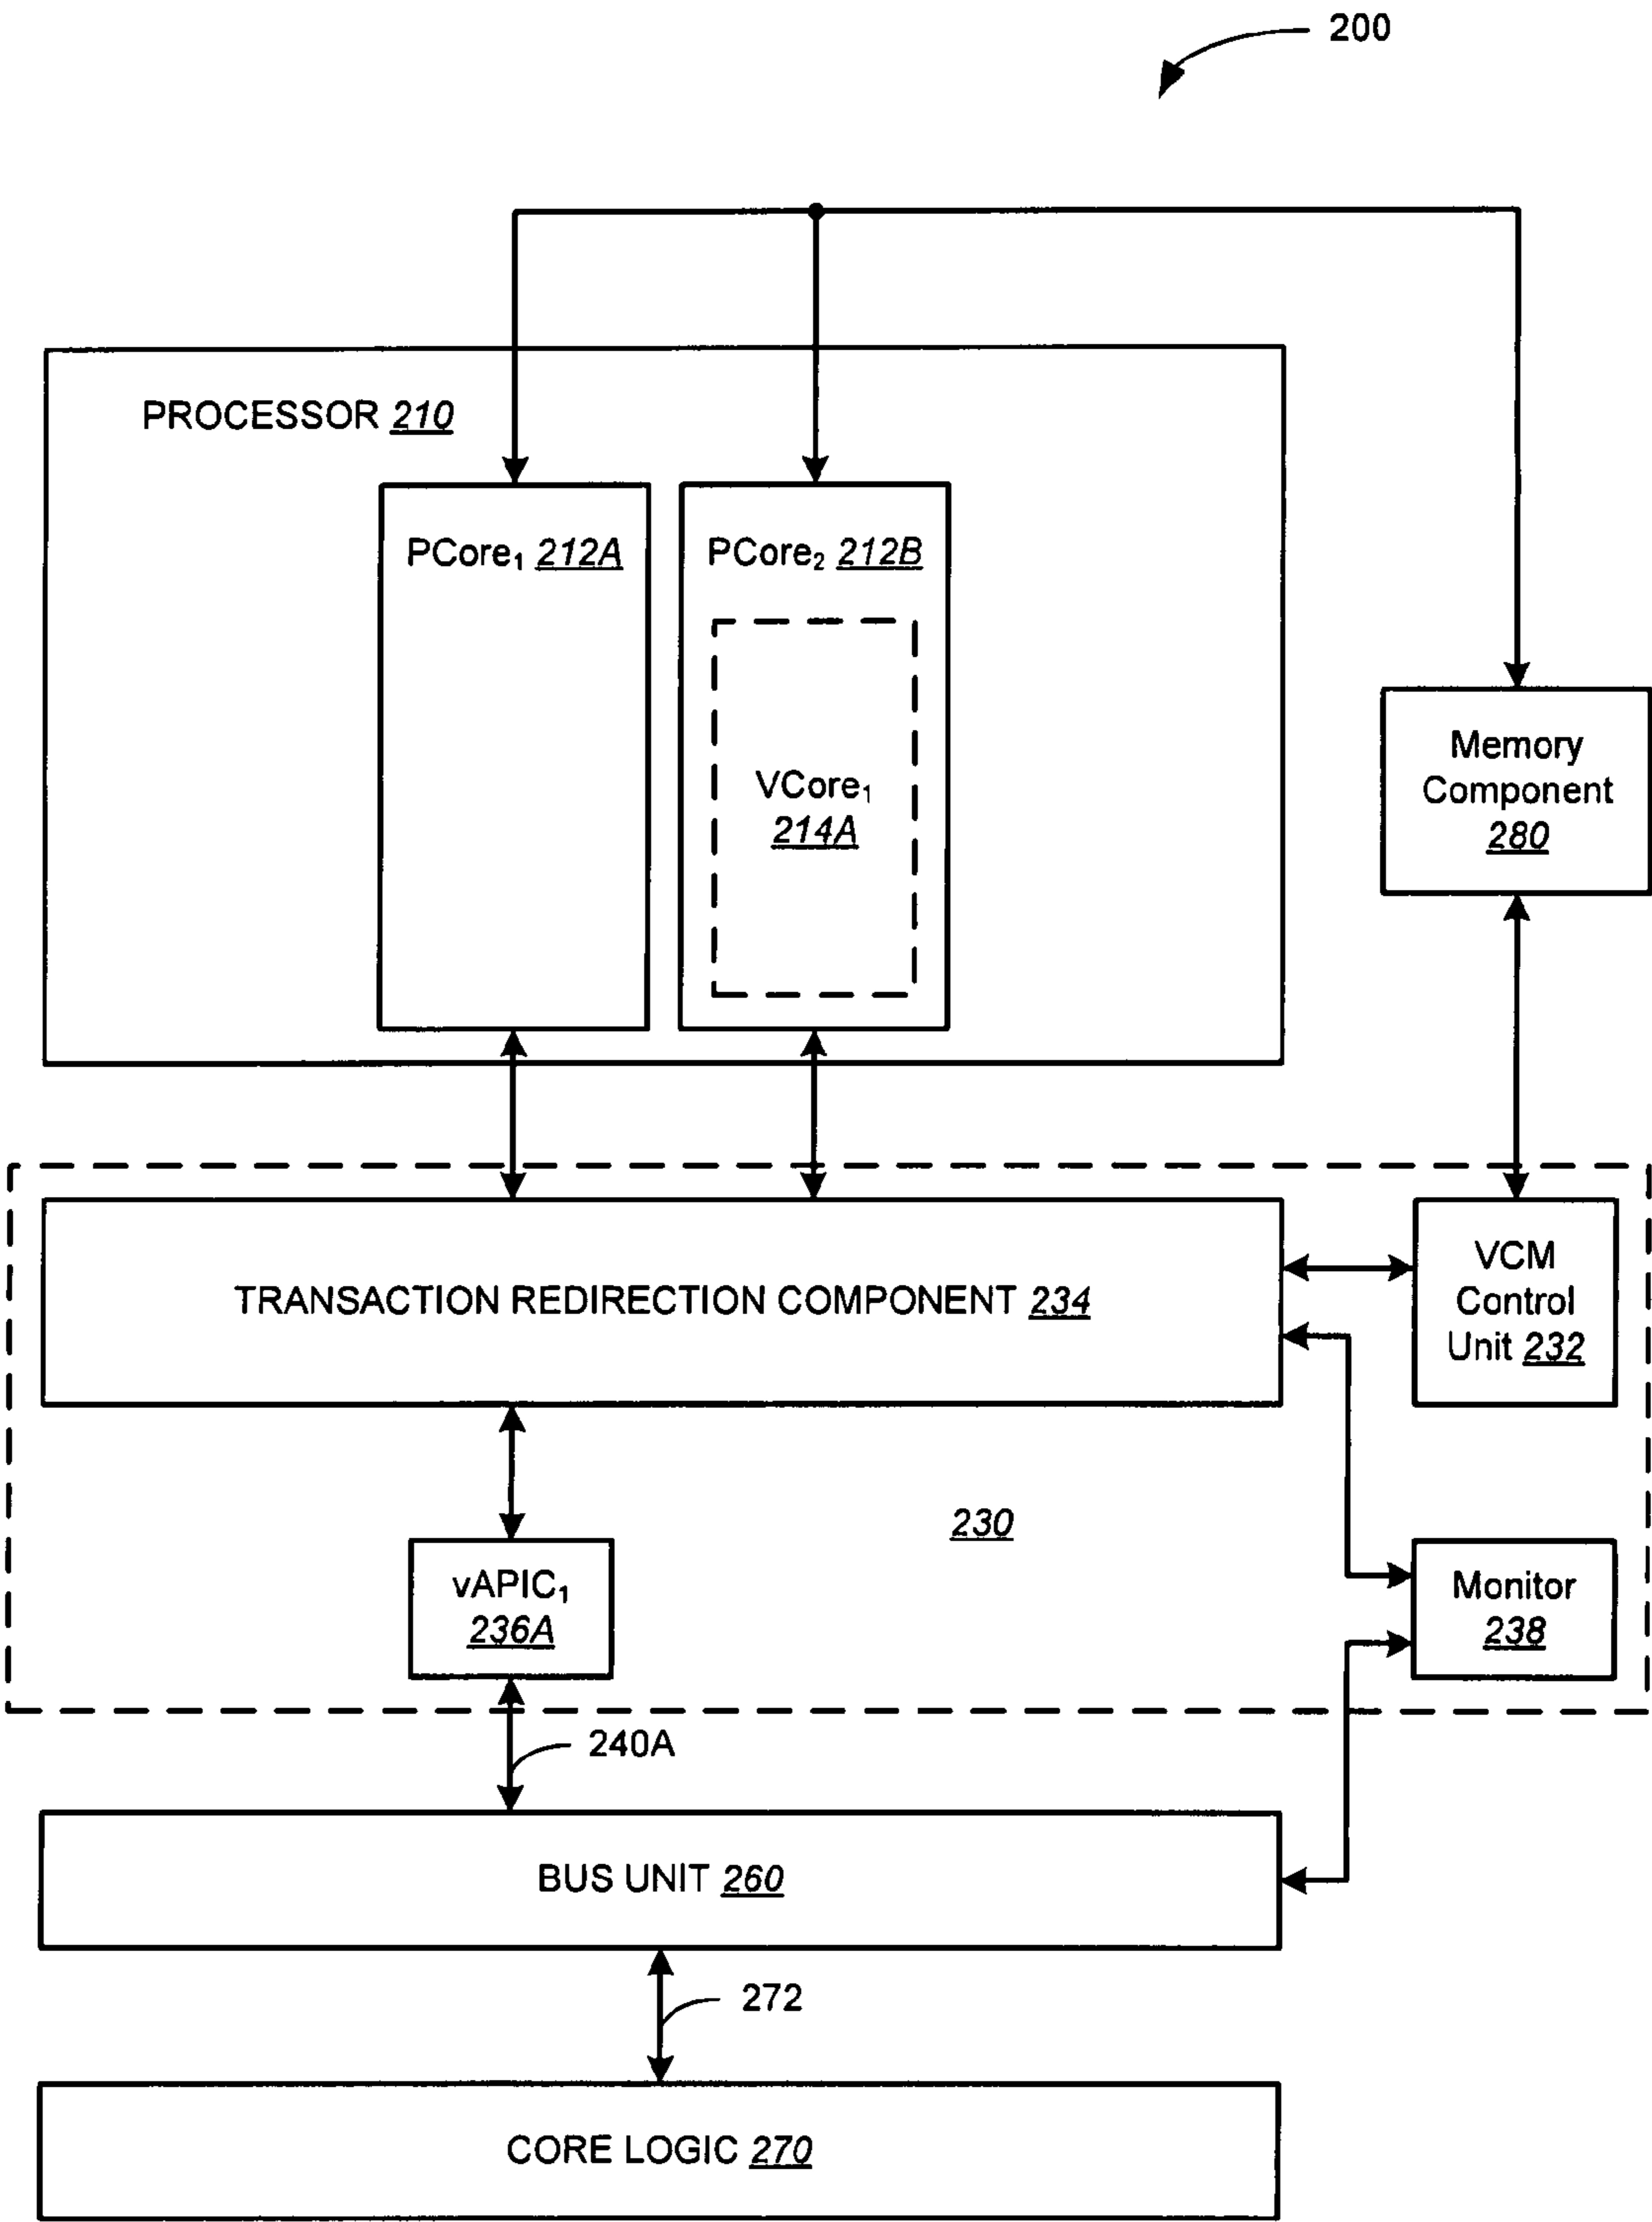 200
PROCESSOR 210
PCore₁ 212A
PCore₂ 212B
VCore₁
214A
Memory
Component
280
TRANSACTION REDIRECTION COMPONENT 234
VCM
Control
Unit 232
230
vAPIC₁
236A
Monitor
238
240A
BUS UNIT 260
272
CORE LOGIC 270